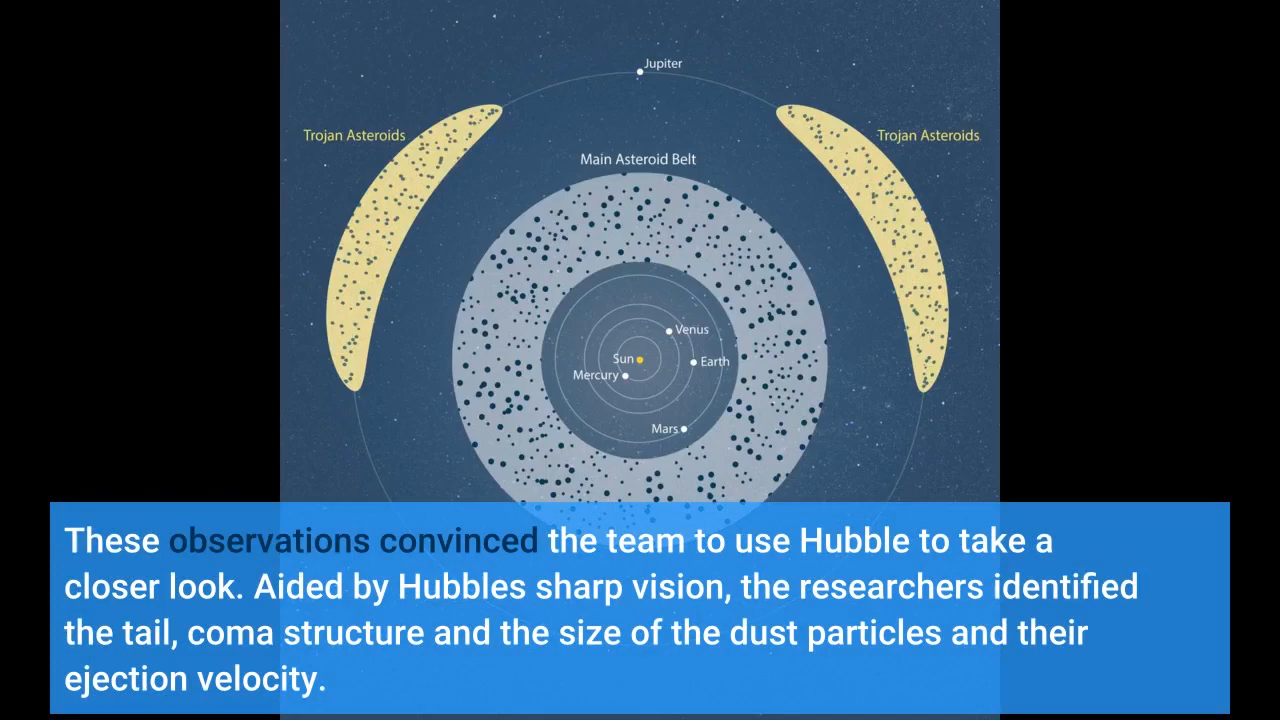 Jupiter
Trojan Asteroids
Trojan Asteroids
Main Asteroid Belt
Venus
Sun
Earth
Mercury
Mars
These observations convinced the team to use Hubble to take a
closer look. Aided by Hubbles sharp vision, the researchers identified
the tail, coma structure and the size of the dust particles and their
ejection velocity.